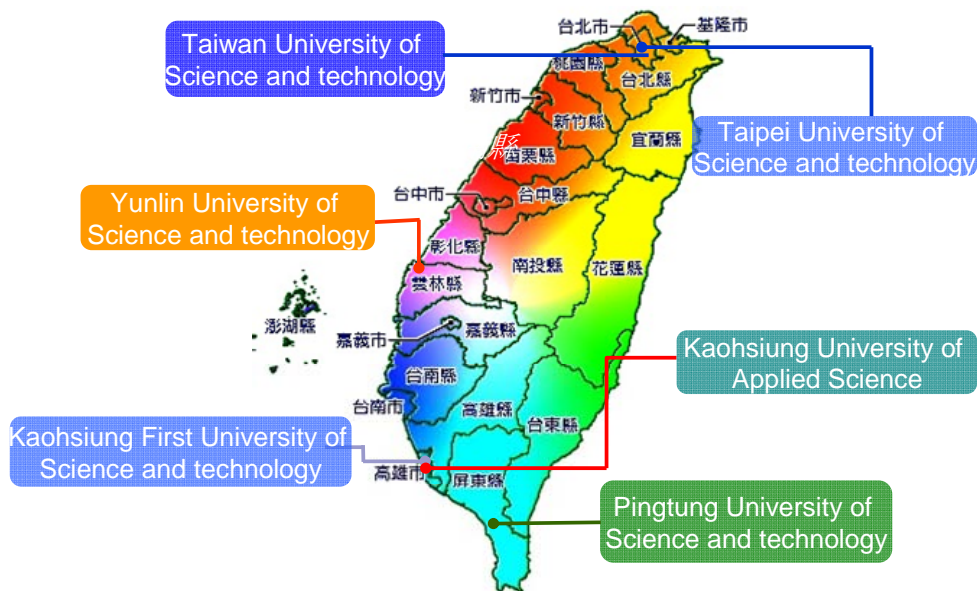 台北市
基隆市
Taiwan University of
Science and technology
桃園縣
台北縣
新竹市
新竹縣
宜蘭縣
Taipei University of
Science and technology
縣
苗栗縣
台中市
台中縣
Yunlin University of
Science and technology
彰化縣
南投縣
花蓮縣
雲林縣
澎湖縣
嘉義市
嘉義縣
Kaohsiung University of
Applied Science
台南縣
台南市
高雄縣
台東縣
Kaohsiung First University of
Science and technology
高雄市
屏東縣
Pingtung University of
Science and technology